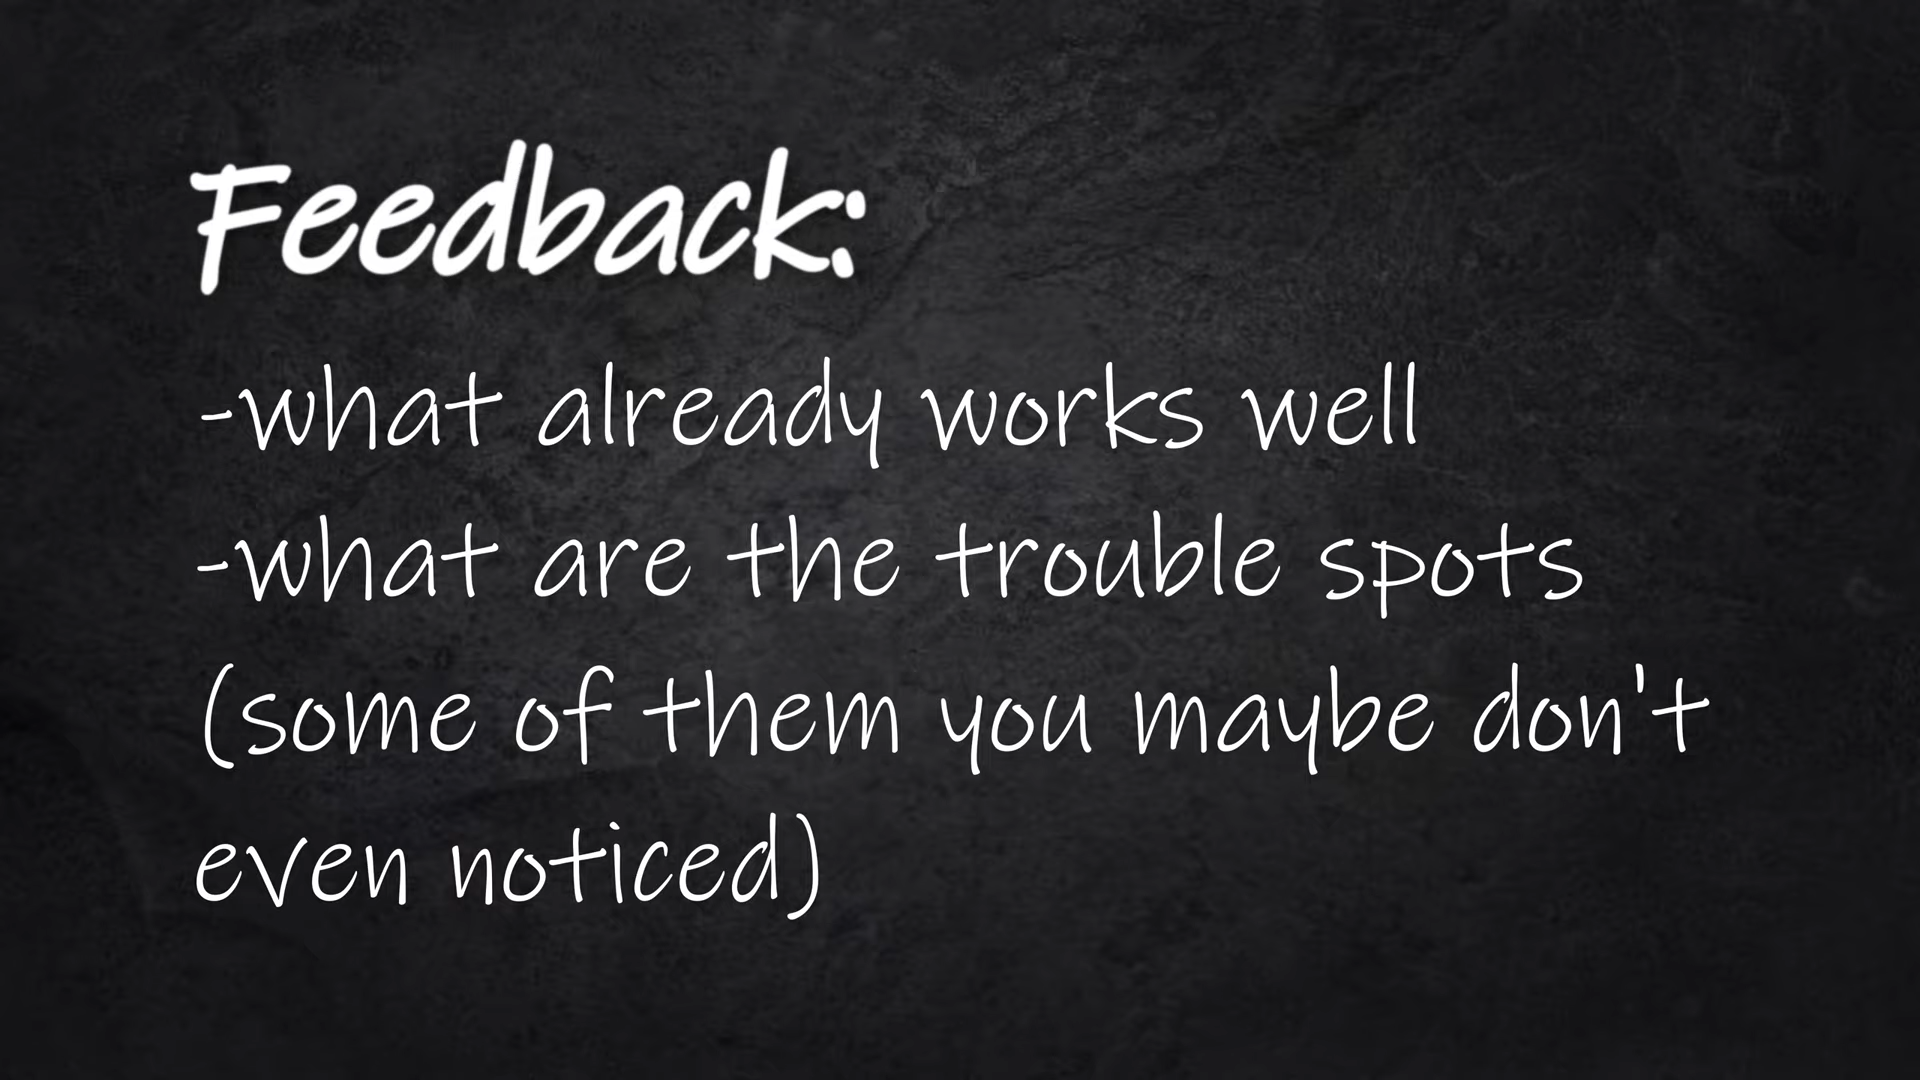 Feedback:
-what already works well
-what are the trouble spots
(some of them you maybe don't
even noticed)